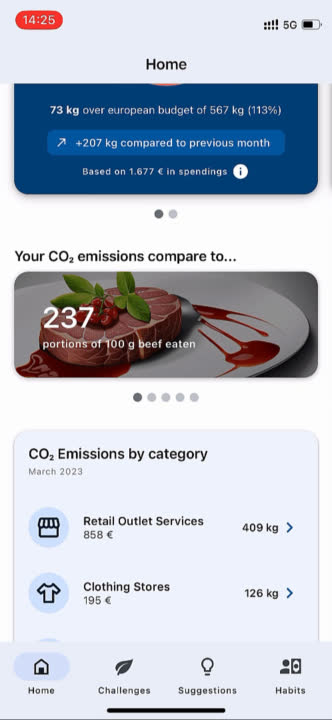 14:25
5G
Home
73 kg over european budget of 567 kg (113%)
+207 kg compared to previous month
Based on 1.677 € in spendings
Your CO₂ emissions compare to...
237
portions of 100 g beef eaten
CO₂ Emissions by category
March 2023
Retail Outlet Services
858 €
409 kg
Clothing Stores
195 €
126 kg
Home
Challenges
Suggestions
Habits